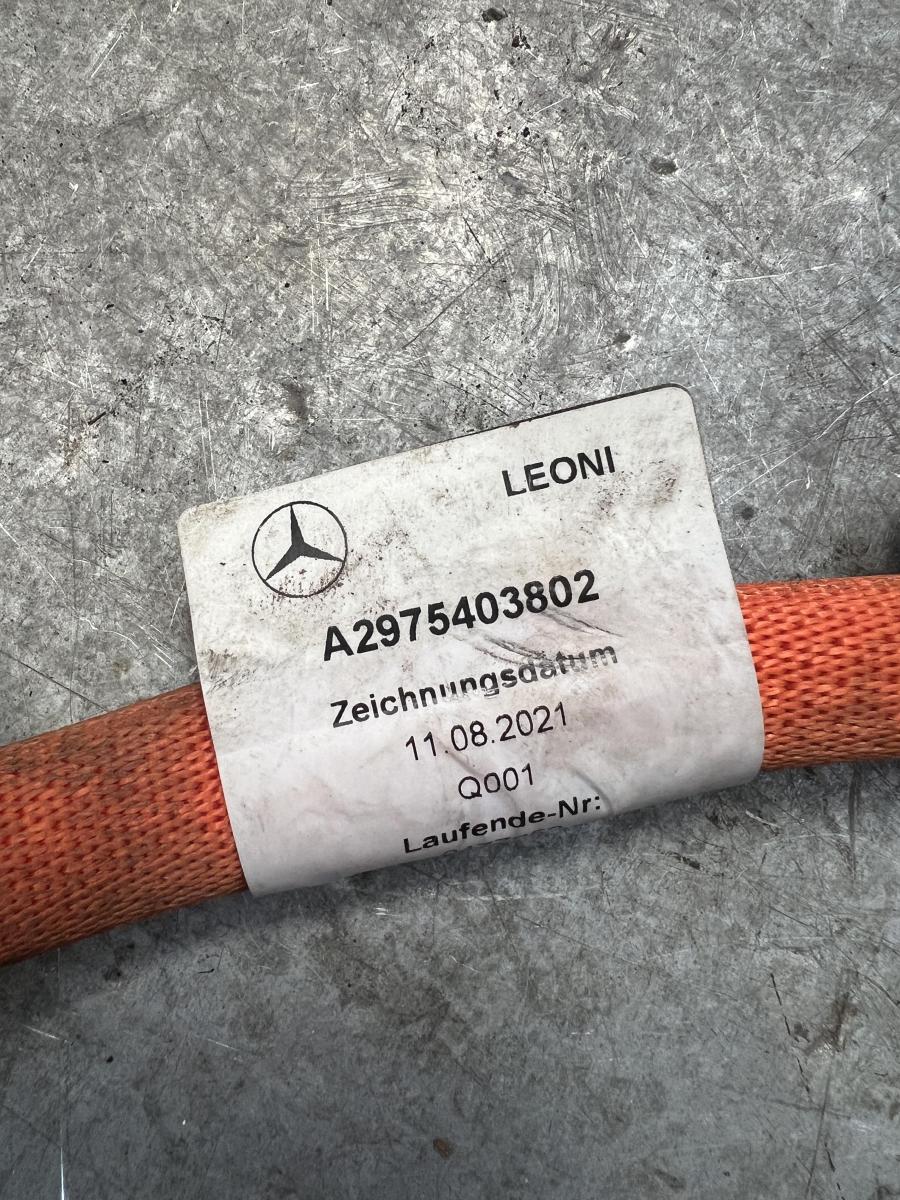 LEONI
A2975403802
Zeichnungsdatum
11.08.2021
Q001
Laufende-Nr: